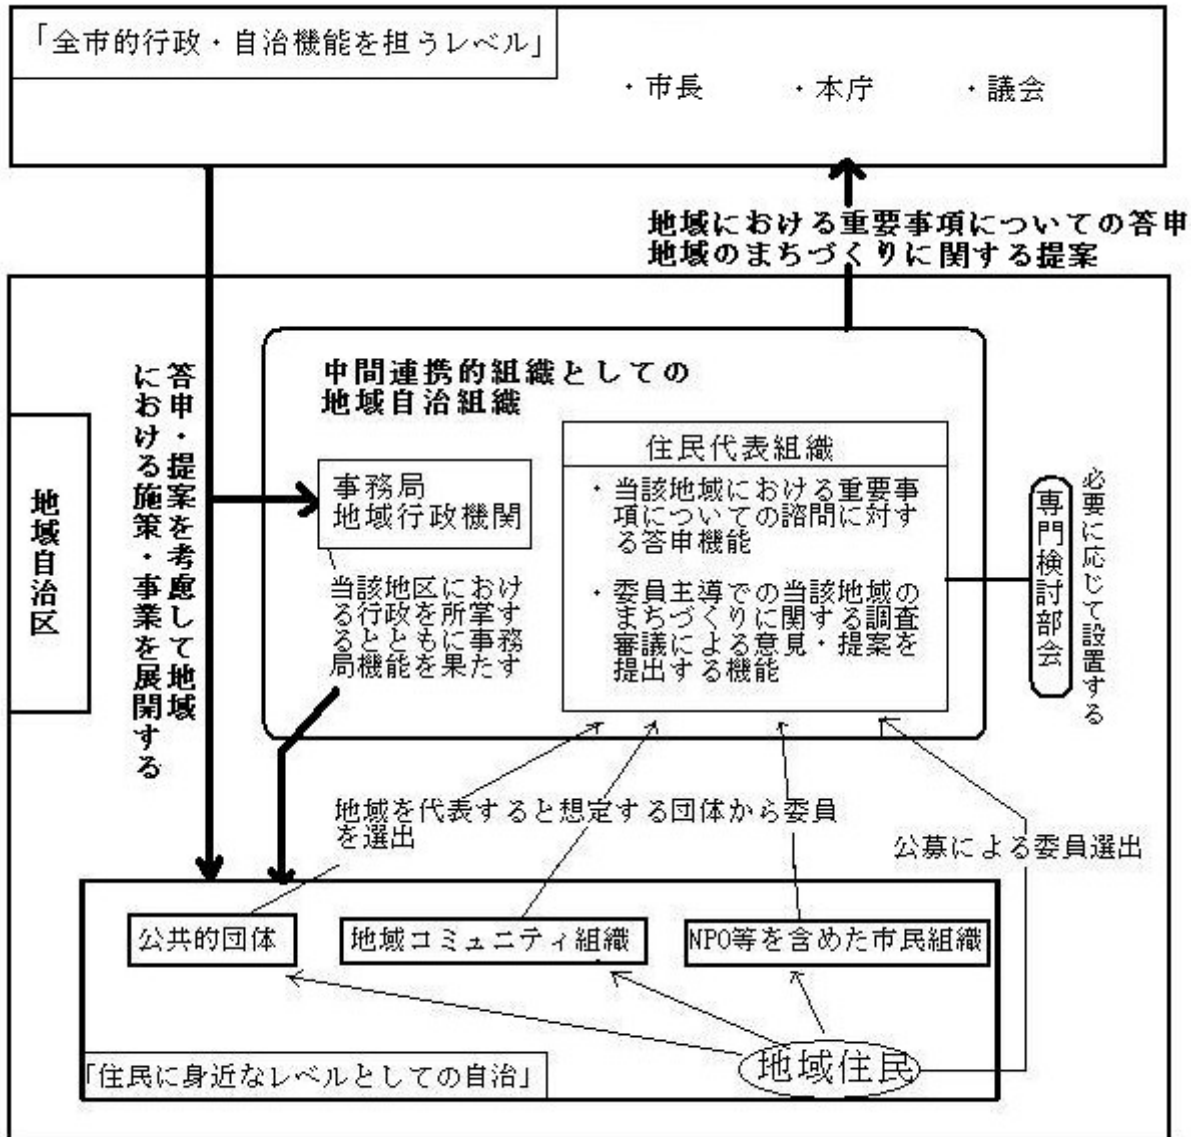 「全市的行政・自治機能を担うレベル」
・市長　・本庁　・議会
地域における重要事項についての答申
地域のまちづくりに関する提案
答申・提案を考慮して地域
における施策・事業を展開する
地域自治区
中間連携的組織としての
地域自治組織
事務局
地域行政機関
当該地区におけ
る行政を所掌す
るとともに事務
局機能を果たす
住民代表組織
・当該地域における重要事
項についての諮問に対す
る答申機能
・委員主導での当該地域の
まちづくりに関する調査
審議による意見・提案を
提出する機能
専門検討部会
必要に応じて設置する
地域を代表すると想定する団体から委員
を選出
公募による委員選出
公共的団体
地域コミュニティ組織
NPO等を含めた市民組織
地域住民
「住民に身近なレベルとしての自治」